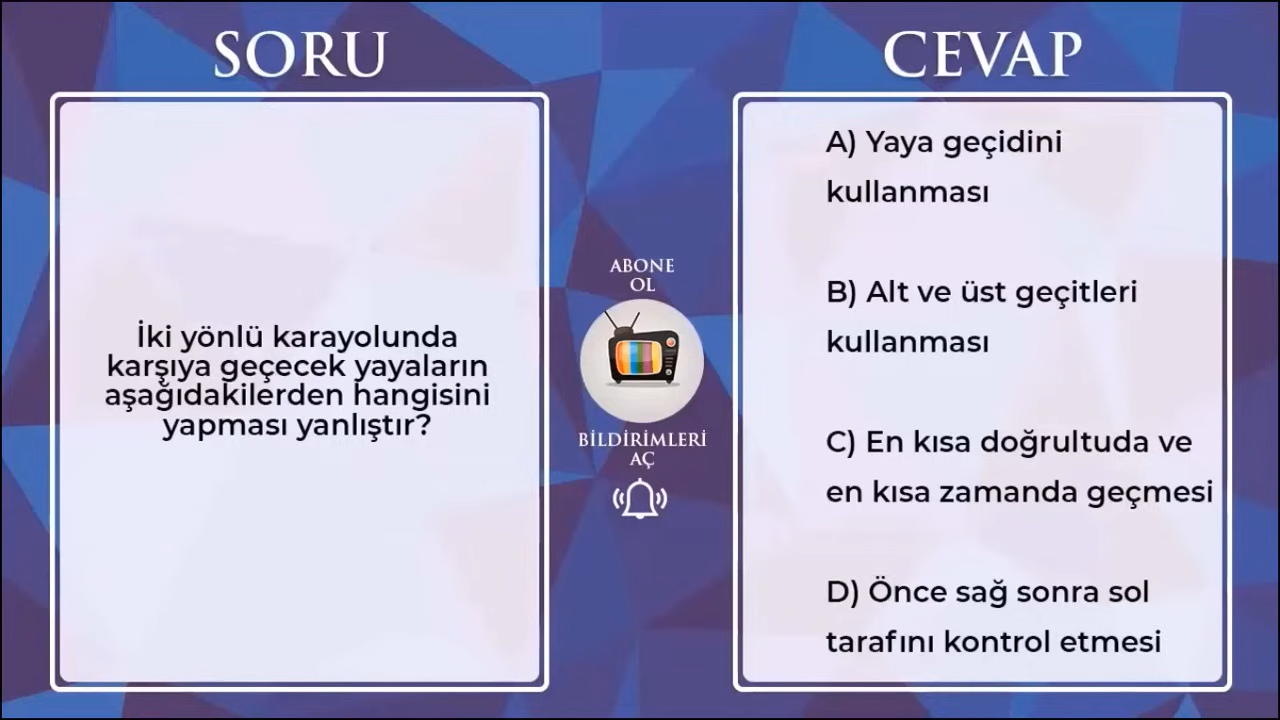 SORU
İki yönlü karayolunda
karşıya geçecek yayaların
aşağıdakilerden hangisini
yapması yanlıştır?
ABONE
OL
BİLDİRİMLERİ
AÇ
CEVAP
A) Yaya geçidini
kullanması
B) Alt ve üst geçitleri
kullanması
C) En kısa doğrultuda ve
en kısa zamanda geçmesi
D) Önce sağ sonra sol
tarafını kontrol etmesi